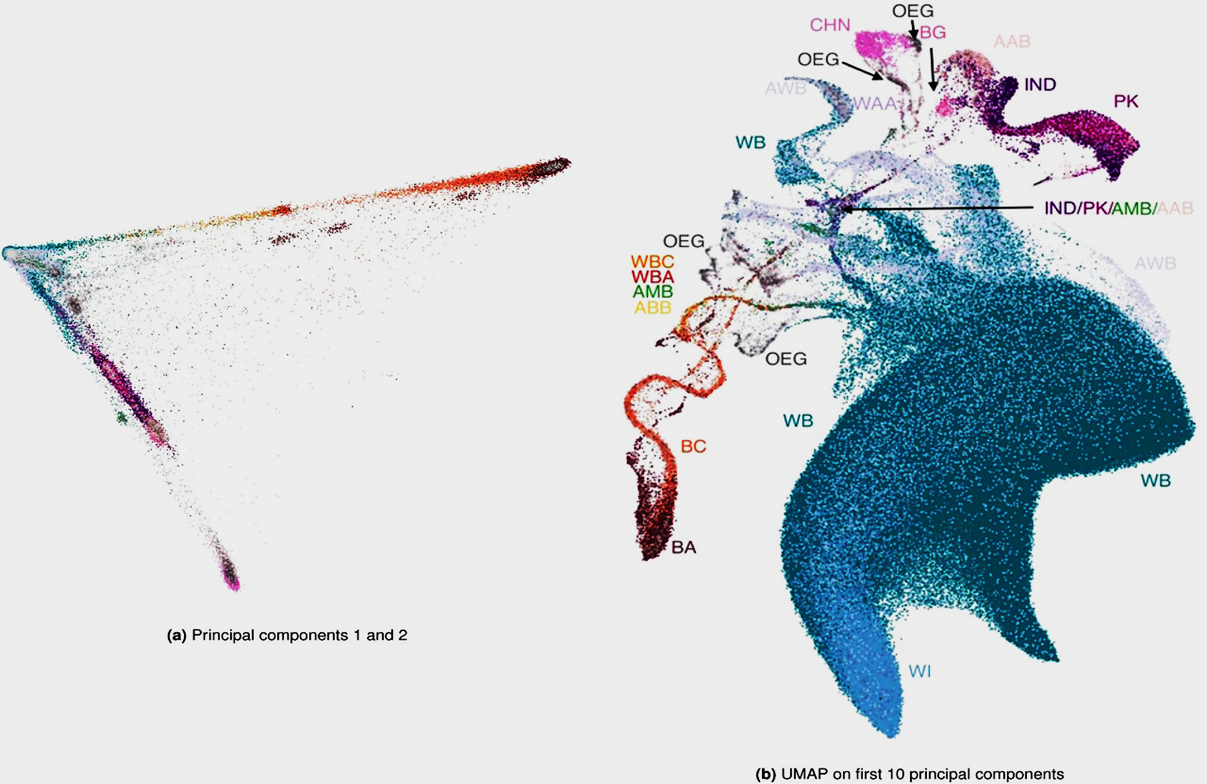 OEG
CHN
BG
AAB
OEG
IND
AWB
WAA
PK
WB
IND/PK/AMB/AAB
OEG
WBC
WBA
AMB
ABB
AWB
OEG
WB
BC
WB
BA
WI
(a) Principal components 1 and 2
(b) UMAP on first 10 principal components